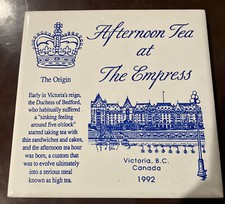 Afternoon Tea
at
The Empress
The Origin
Early in Victoria's reign,
the Duchess of Bedford,
who habitually suffered
a "sinking feeling
around five o'clock"
started taking tea with
thin sandwiches and cakes,
and the afternoon tea hour
was born, a custom that
was to evolve ultimately
into a serious meal
known as high tea.
Victoria, B.C.
Canada
1992